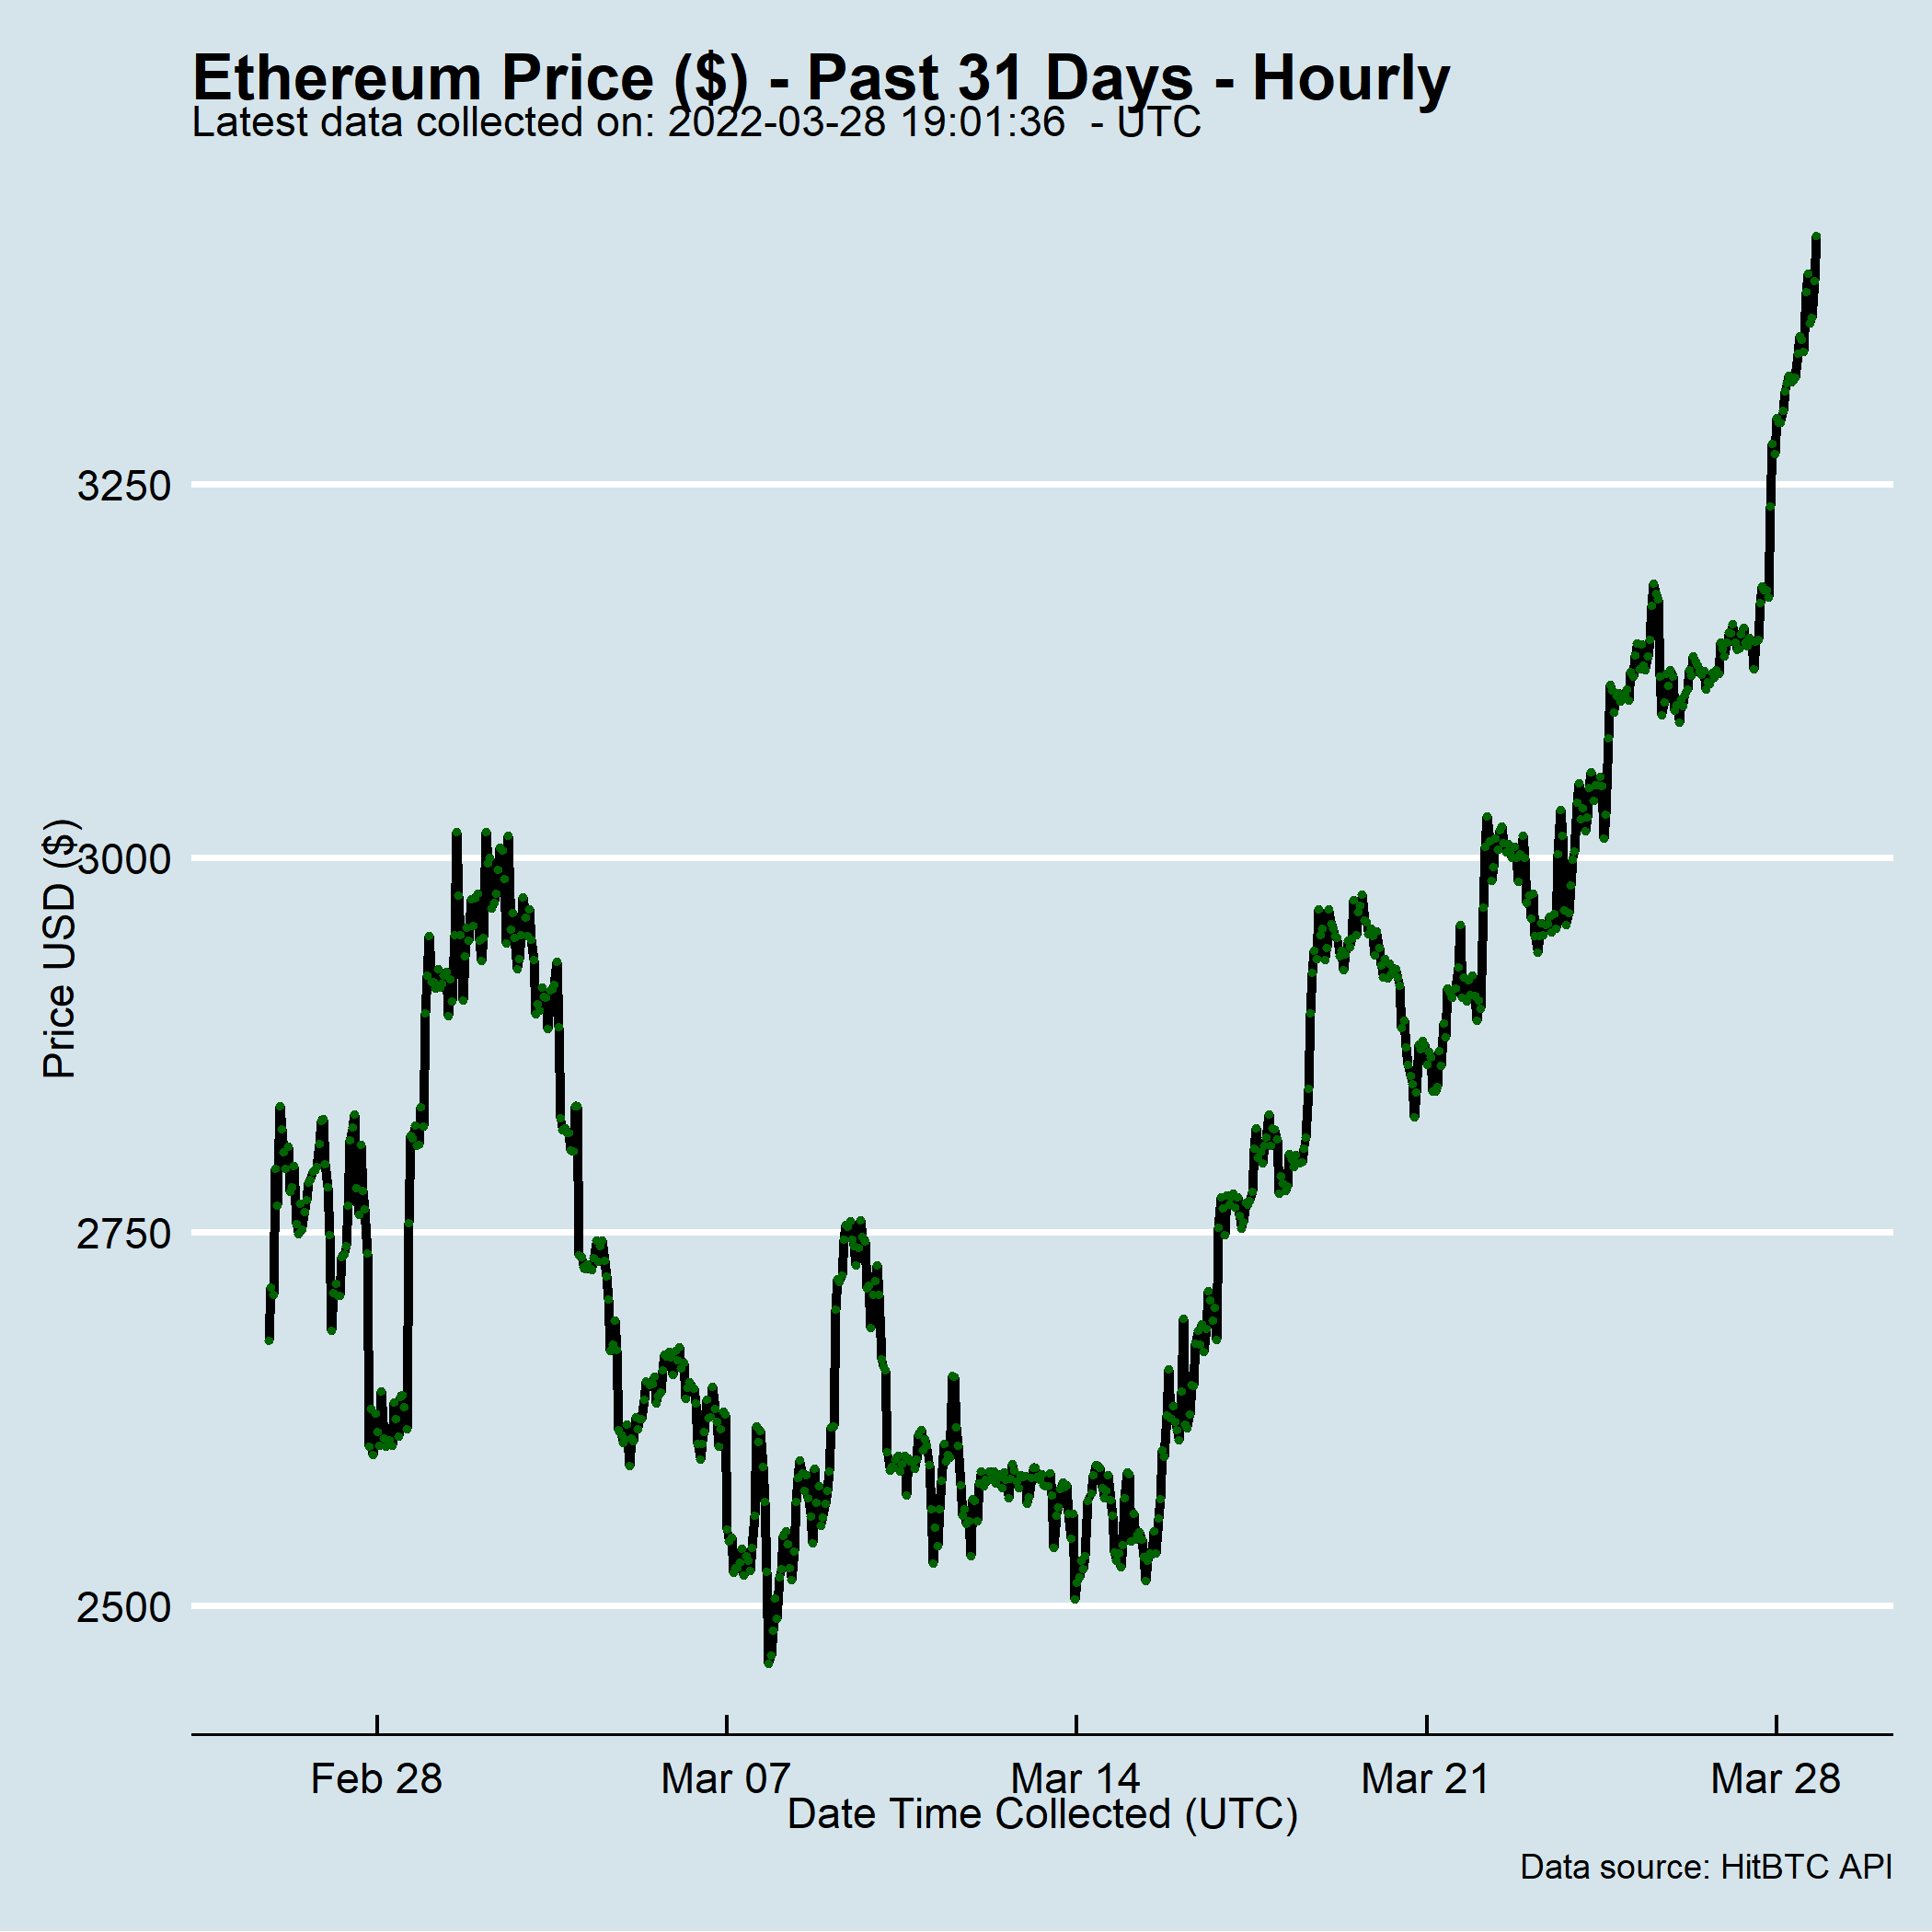 Ethereum Price ($) - Past 31 Days - Hourly
Latest data collected on: 2022-03-28 19:01:36  - UTC
Price USD ($)
3250
3000
2750
2500
Feb 28 Mar 07 Mar 14 Mar 21 Mar 28
Date Time Collected (UTC)
Data source: HitBTC API